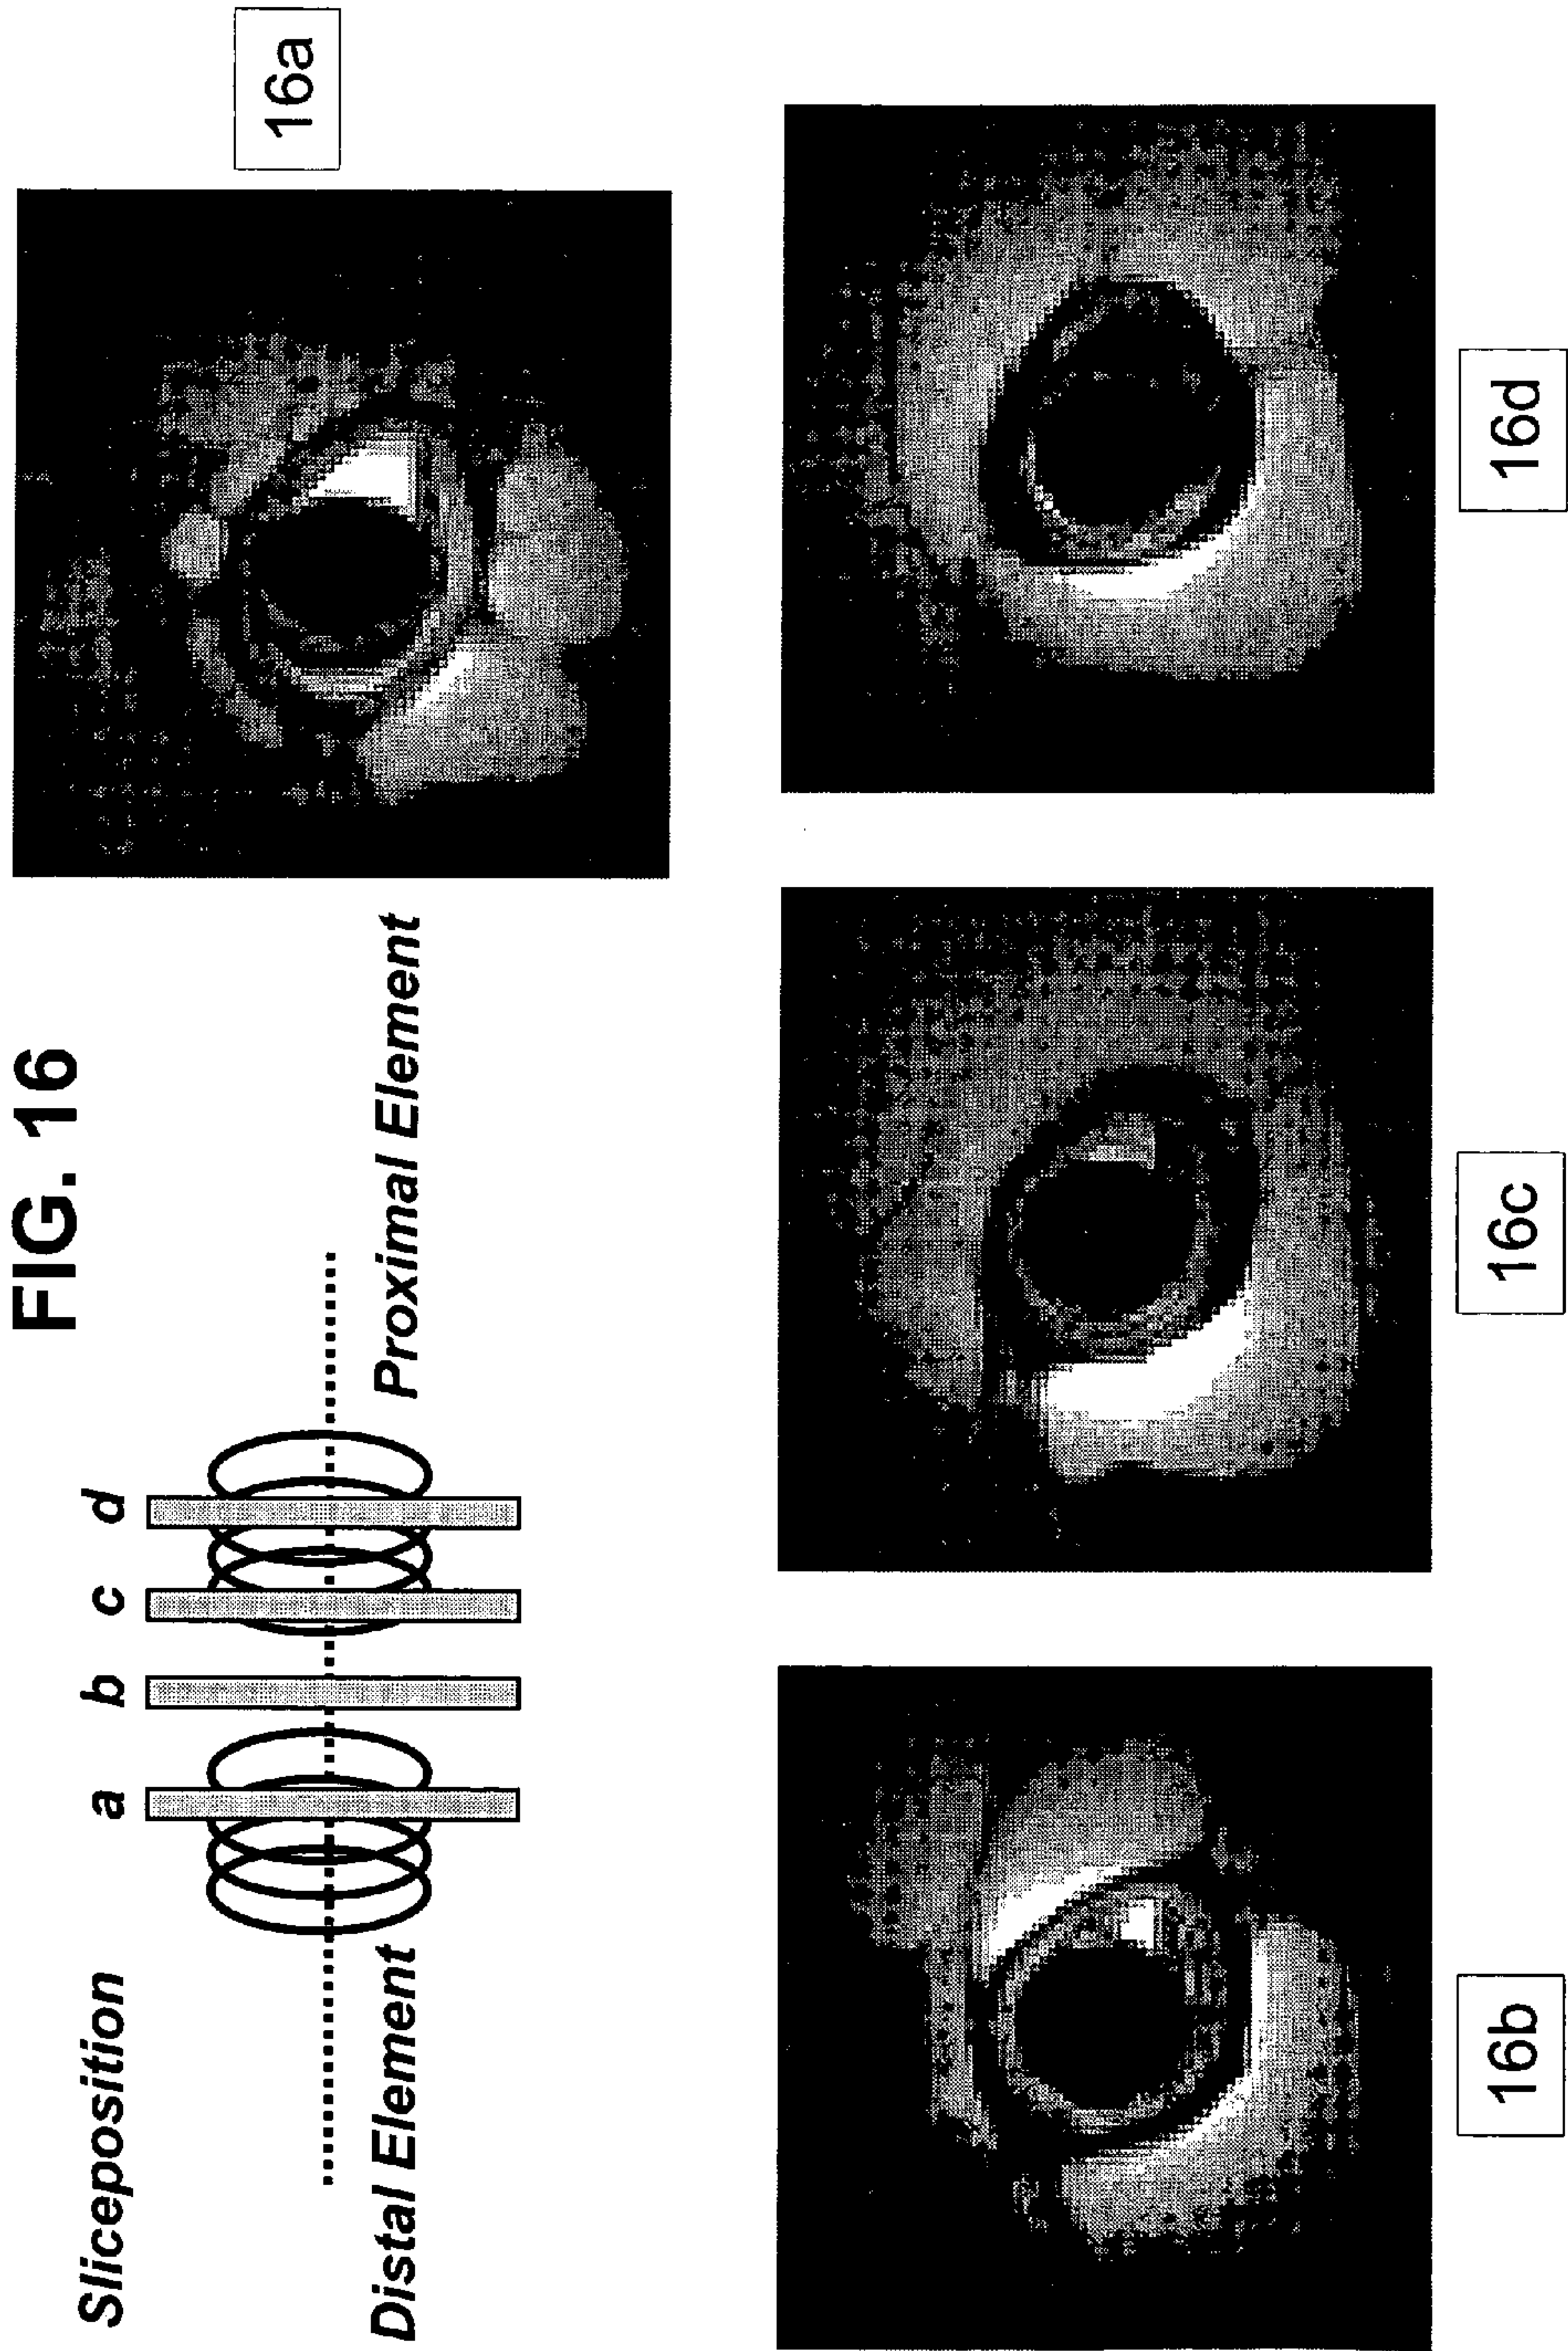 FIG. 16
Sliceposition
a b c d
Distal Element
Proximal Element
16a
16b
16c
16d